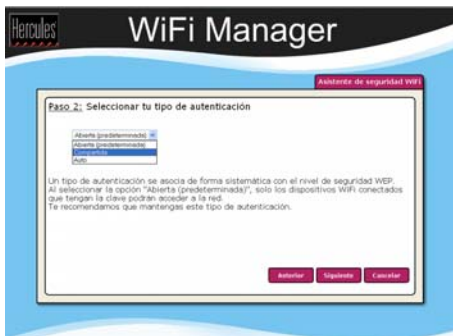 Hercules
WiFi Manager
Asistente de seguridad WiFi
Paso 2: Seleccionar tu tipo de autenticación
Abierta (predeterminada)
Abierta (predeterminada)
Compartida
Auto
Un tipo de autenticación se asocia de forma sistemática con el nivel de seguridad WEP.
Al seleccionar la opción "Abierta (predeterminada)", solo los dispositivos WiFi conectados
que tengan la clave podrán acceder a la red.
Te recomendamos que mantengas este tipo de autenticación.
Anterior Siguiente Cancelar